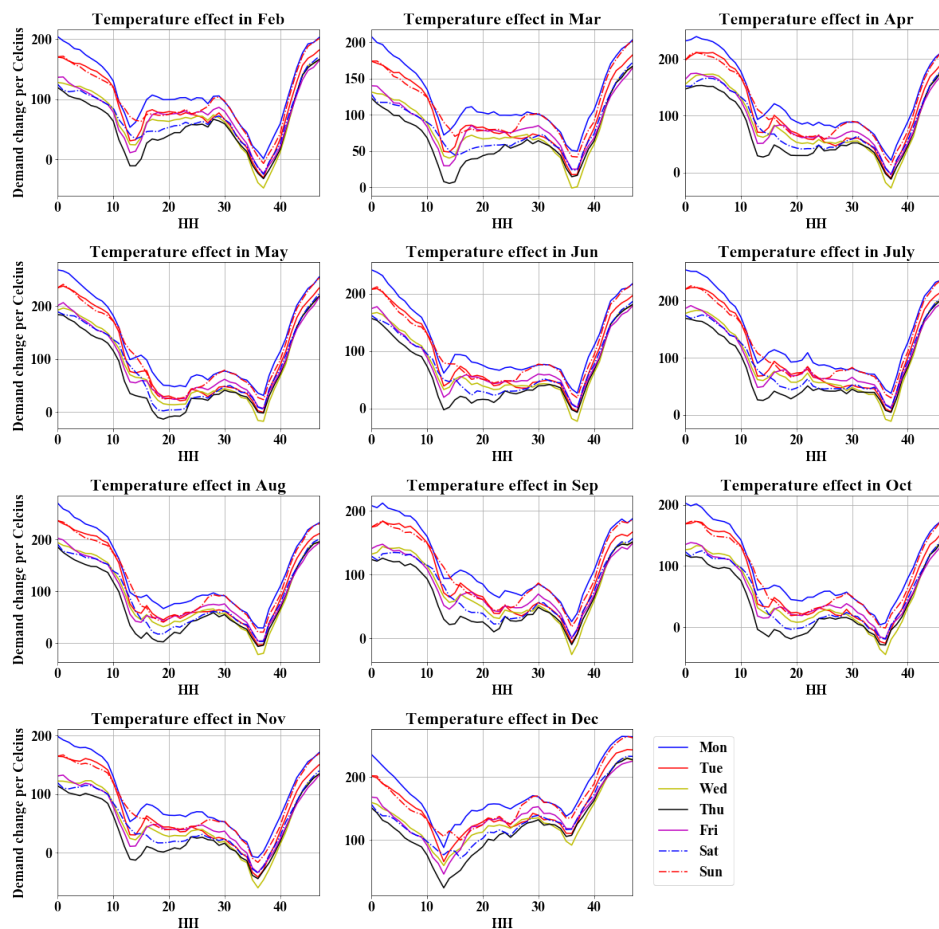 Temperature effect in Feb
Demand change per Celcius
200
100
0
0 10 20 30 40
HH
Temperature effect in Mar
200
150
100
50
0
0 10 20 30 40
HH
Temperature effect in Apr
200
100
0
0 10 20 30 40
HH
Temperature effect in May
Demand change per Celcius
200
100
0
0 10 20 30 40
HH
Temperature effect in Jun
200
100
0
0 10 20 30 40
HH
Temperature effect in July
200
100
0
0 10 20 30 40
HH
Temperature effect in Aug
Demand change per Celcius
200
100
0
0 10 20 30 40
HH
Temperature effect in Sep
200
100
0
0 10 20 30 40
HH
Temperature effect in Oct
200
100
0
0 10 20 30 40
HH
Temperature effect in Nov
Demand change per Celcius
200
100
0
0 10 20 30 40
HH
Temperature effect in Dec
200
100
0 10 20 30 40
HH
Mon
Tue
Wed
Thu
Fri
Sat
Sun